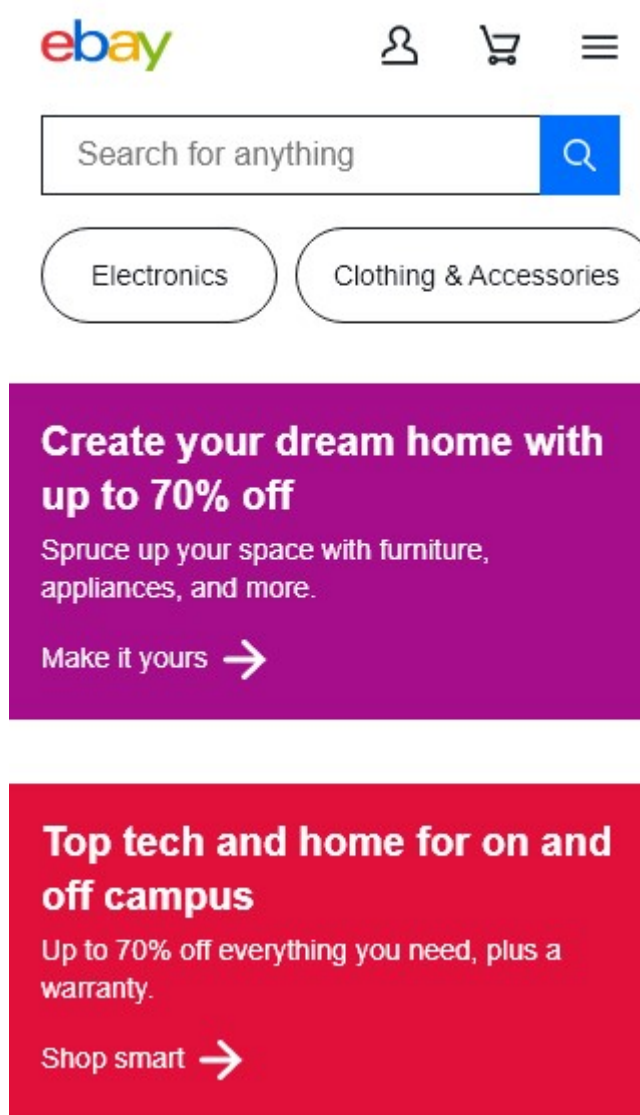 ebay
Search for anything
Electronics
Clothing & Accessories
Create your dream home with
up to 70% off
Spruce up your space with furniture,
appliances, and more.
Make it yours
Top tech and home for on and
off campus
Up to 70% off everything you need, plus a
warranty.
Shop smart